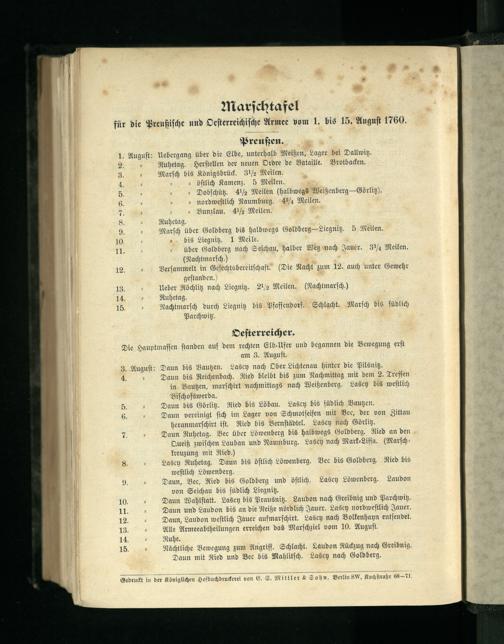 Marschtafel
für die Preußische und Oesterreichische Armee vom 1. bis 15. August 1760.
Preußen.
1. August: Uebergang über die Elbe, unterhalb Meißen, Lager bei Dallwitz.
2. " Ruhetag. Herstellen der neuen Ordre de Bataille. Brotbacken.
3. " Marsch bis Königsbrück. 3½ Meilen.
4. " " östlich Kamenz. 5 Meilen.
5. " " Dobschütz. 4½ Meilen (halbwegs Weißenberg—Görlitz).
6. " " nordwestlich Naumburg. 4¾ Meilen.
7. " " Bunzlau. 4½ Meilen.
8. " Ruhetag.
9. " Marsch über Goldberg bis halbwegs Goldberg—Liegnitz. 5 Meilen.
10. " " bis Liegnitz. 1 Meile.
11. " " über Goldberg nach Seichau, halber Weg nach Jauer. 3¾ Meilen.
(Nachtmarsch.)
12. " Versammelt in Gefechtsbereitschaft. (Die Nacht zum 12. auch unter Gewehr
gestanden.)
13. " Ueber Röchlitz nach Liegnitz. 2½ Meilen. (Nachtmarsch.)
14. " Ruhetag.
15. " Nachtmarsch durch Liegnitz bis Pfaffendorf. Schlacht. Marsch bis südlich
Parchwitz.
Oesterreicher.
Die Hauptmassen standen auf dem rechten Elb-Ufer und begannen die Bewegung erst
am 3. August.
3. August: Daun bis Bautzen. Lascy nach Ober Lichtenau hinter die Pilsnitz.
4. " Daun bis Reichenbach. Ried bleibt bis zum Nachmittag mit dem 2. Treffen
in Bautzen, marschirt nachmittags nach Weißenberg. Lascy bis westlich
Bischofswerda.
5. " Daun bis Görlitz. Ried bis Löbau. Lascy bis südlich Bautzen.
6. " Daun vereinigt sich im Lager von Schmottseifen mit Bec, der von Zittau
heranmarschirt ist. Ried bis Bernstädtel. Lascy nach Görlitz.
7. " Daun Ruhetag. Bec über Löwenberg bis halbwegs Goldberg. Ried an den
Queiß zwischen Lauban und Naumburg. Lascy nach Mark-Lissa. (Marsch-
kreuzung mit Ried.)
8. " Lascy Ruhetag. Daun bis östlich Löwenberg. Bec bis Goldberg. Ried bis
westlich Löwenberg.
9. " Daun, Bec, Ried bis Goldberg und östlich. Lascy Löwenberg. Laudon
von Seichau bis südlich Liegnitz.
10. " Daun Wahlstatt. Lascy bis Prausnitz. Laudon nach Greibnig und Parchwitz.
11. " Daun und Laudon bis an die Neiße nördlich Jauer. Lascy nordwestlich Jauer.
12. " Daun, Laudon westlich Jauer aufmarschirt. Lascy nach Bolkenhayn entsendet.
13. " Alle Armeeabtheilungen erreichen das Marschziel vom 10. August.
14. " Ruhe.
15. " Nächtliche Bewegung zum Angriff. Schlacht. Laudon Rückzug nach Greibnig.
Daun mit Ried und Bec bis Mahlitsch. Lascy nach Goldberg.
Gedruckt in der Königlichen Hofbuchdruckerei von E. S. Mittler & Sohn, Berlin SW, Kochstraße 68—71.